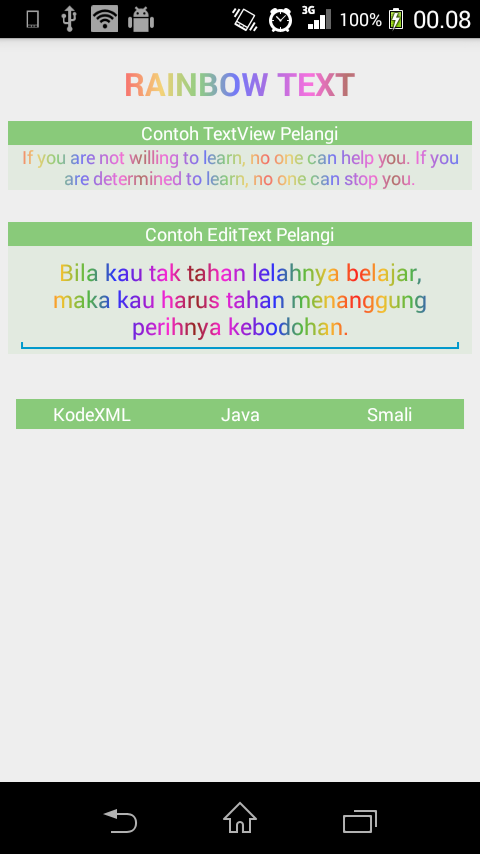 3G 100% 00.08
RAINBOW TEXT
Contoh TextView Pelangi
If you are not willing to learn, no one can help you. If you
are determined to learn, no one can stop you.
Contoh EditText Pelangi
Bila kau tak tahan lelahnya belajar,
maka kau harus tahan menanggung
perihnya kebodohan.
KodeXML Java Smali